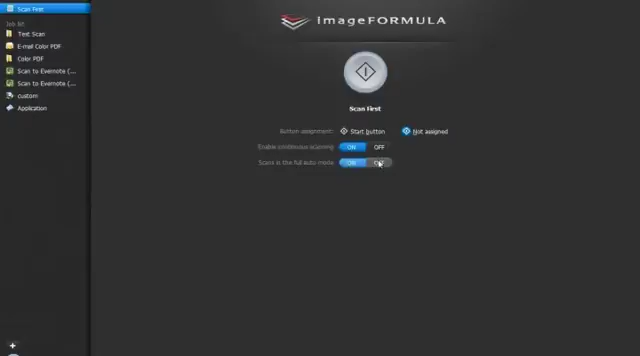 Scan First
Job list
Text Scan
E-mail Color PDF
Color PDF
Scan to Evernote (...
Scan to Evernote (...
custom
Application
imageFORMULA
Scan First
Button assignment: Start button Not assigned
Enable continuous scanning ON OFF
Scans in the full auto mode ON OFF